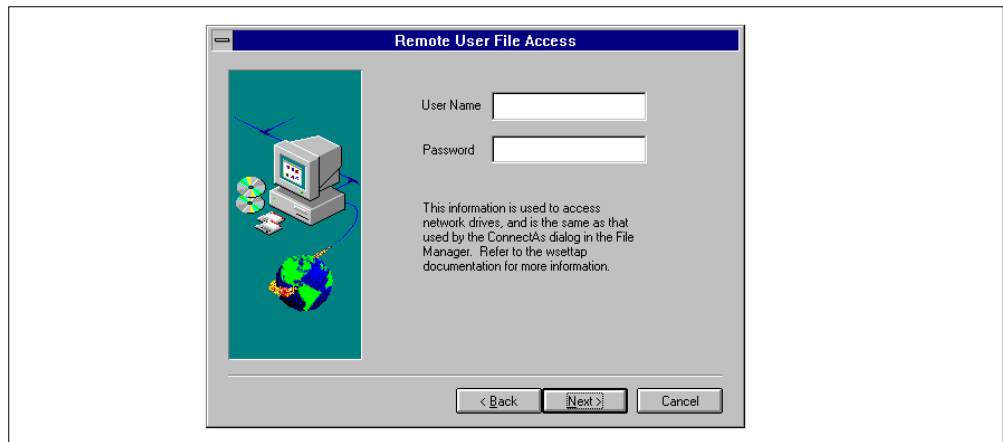 Remote User File Access
User Name
Password
This information is used to access
network drives, and is the same as that
used by the ConnectAs dialog in the File
Manager.  Refer to the wsettap
documentation for more information.
< Back
Next >
Cancel